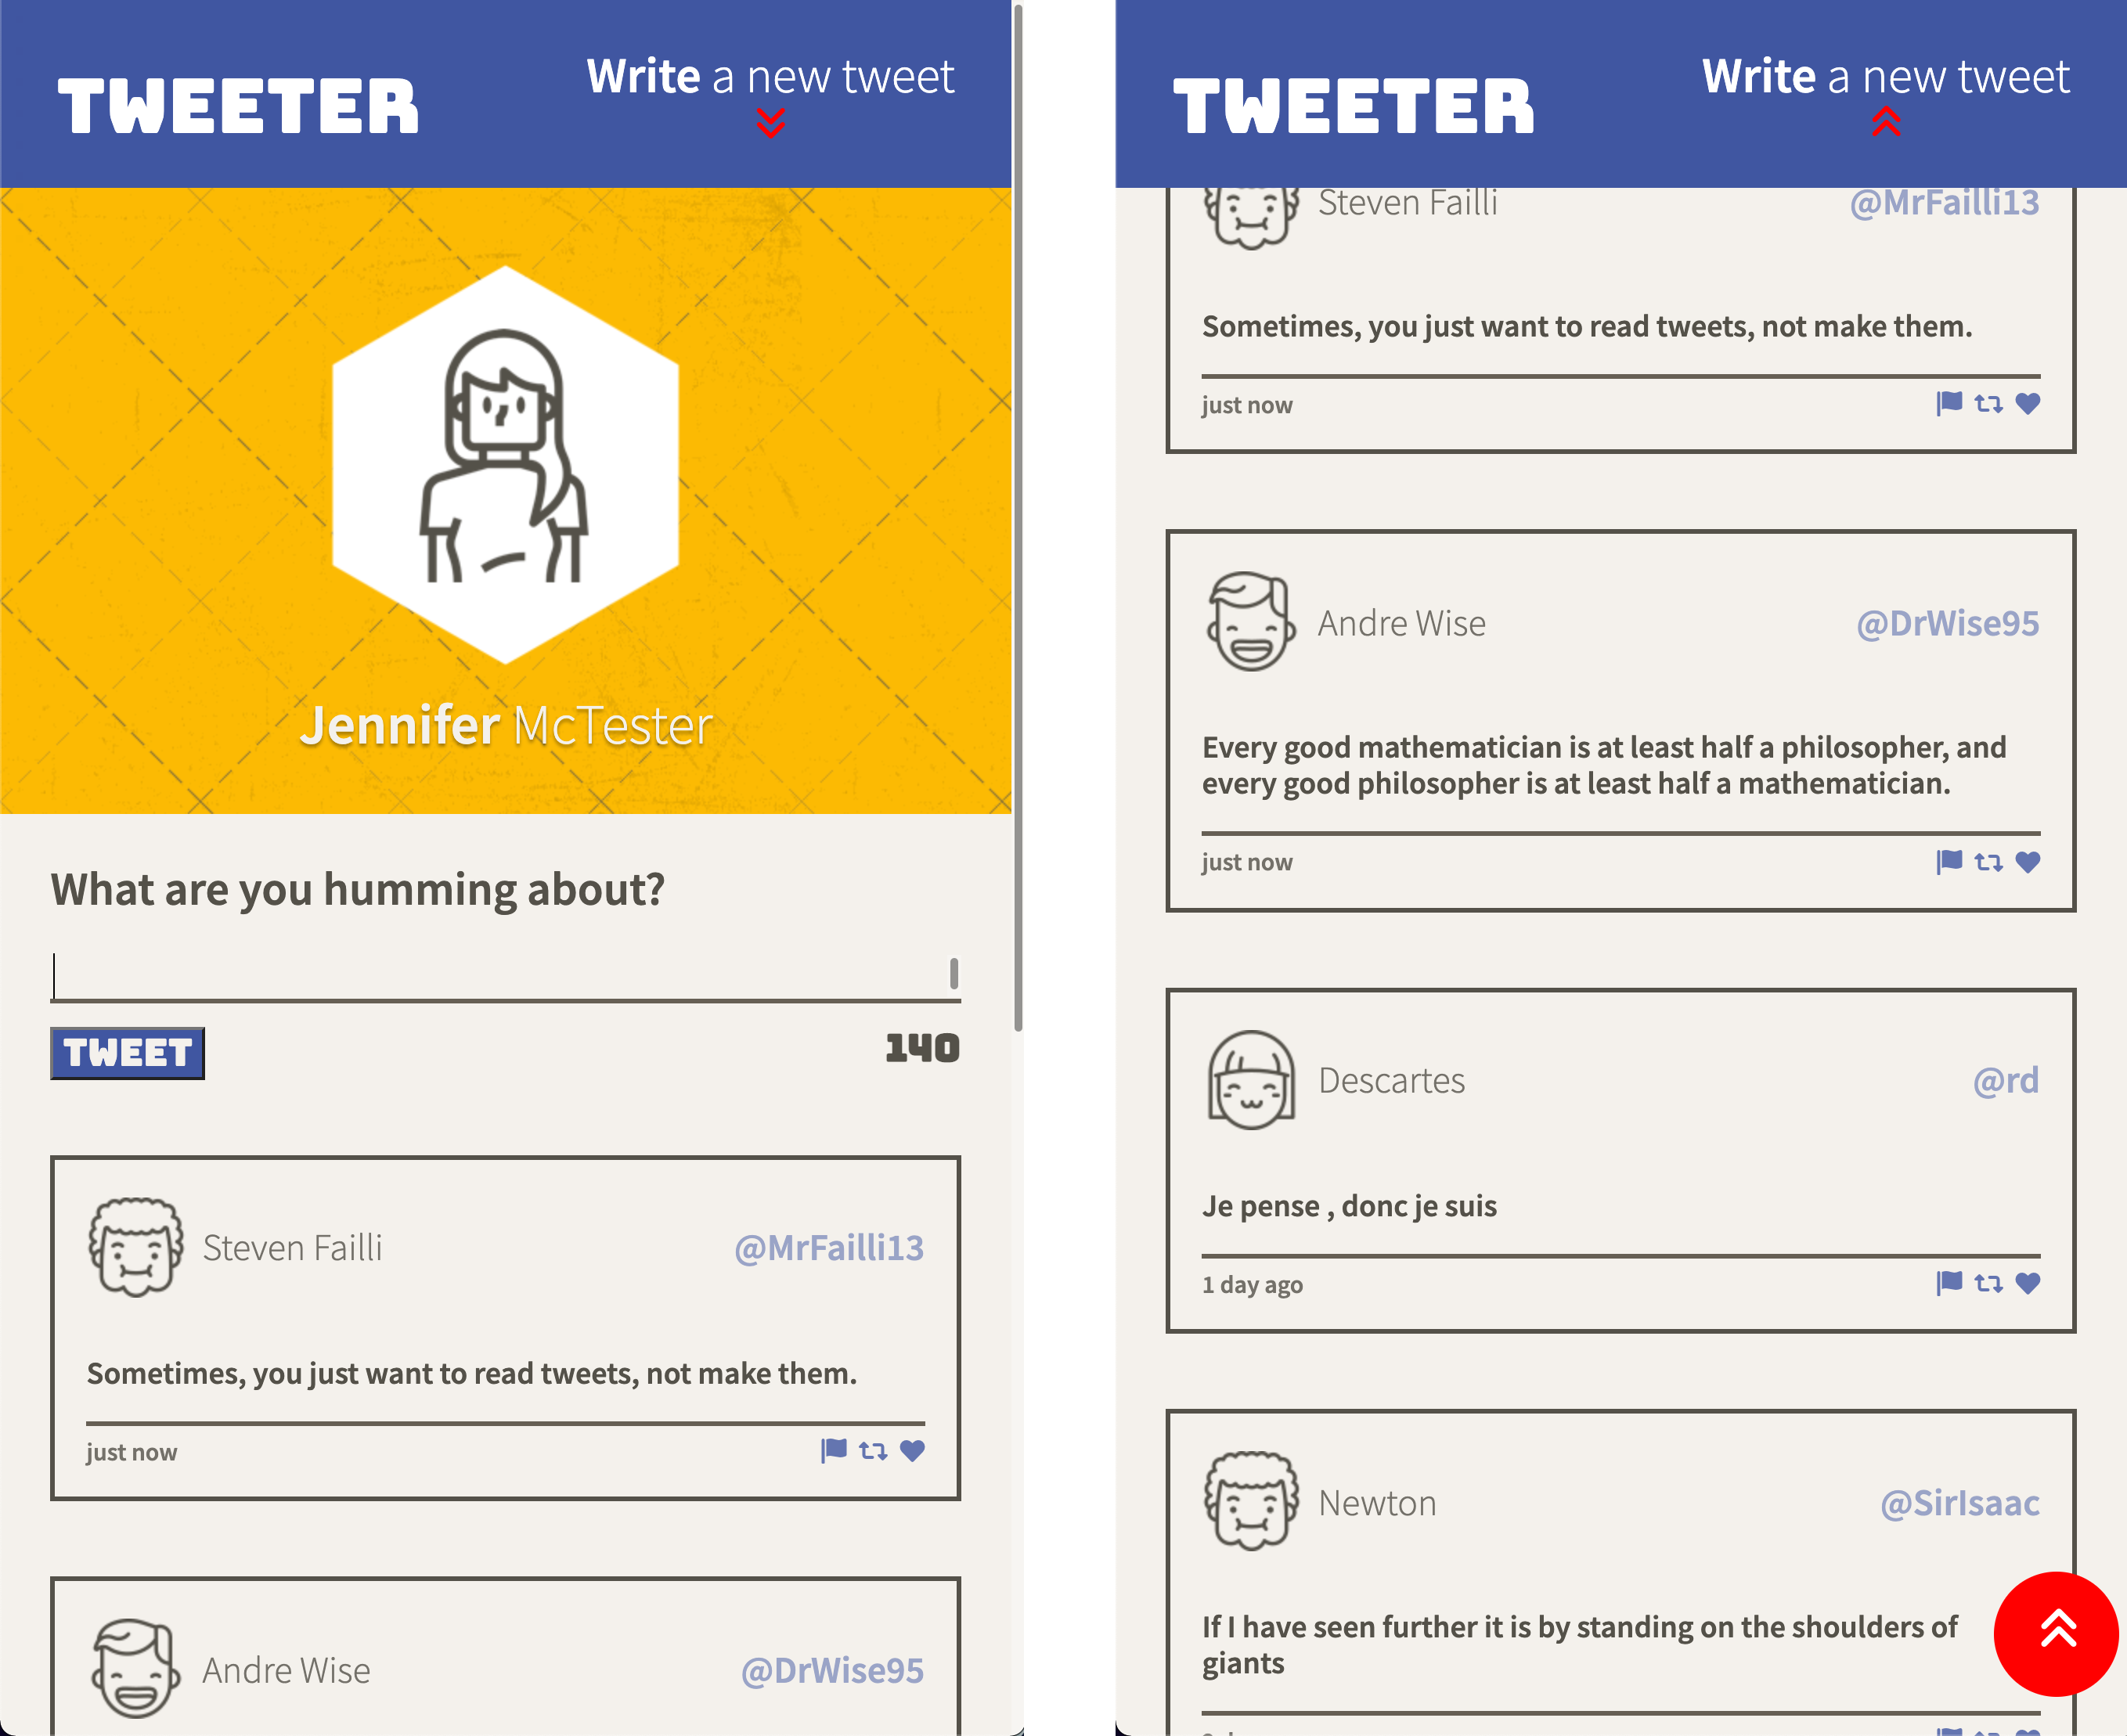 TWEETER
Write a new tweet
Jennifer McTester
What are you humming about?
TWEET
140
Steven Failli
@MrFailli13
Sometimes, you just want to read tweets, not make them.
just now
Andre Wise
@DrWise95
TWEETER
Write a new tweet
Steven Failli
@MrFailli13
Sometimes, you just want to read tweets, not make them.
just now
Andre Wise
@DrWise95
Every good mathematician is at least half a philosopher, and
every good philosopher is at least half a mathematician.
just now
Descartes
@rd
Je pense , donc je suis
1 day ago
Newton
@SirIsaac
If I have seen further it is by standing on the shoulders of
giants